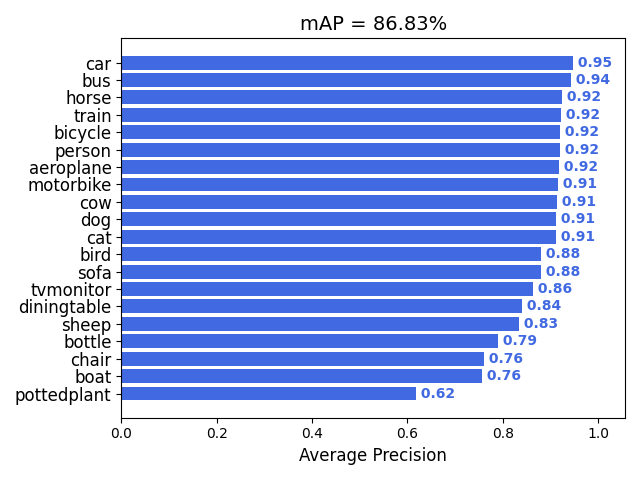 mAP = 86.83%
car 0.95
bus 0.94
horse 0.92
train 0.92
bicycle 0.92
person 0.92
aeroplane 0.92
motorbike 0.91
cow 0.91
dog 0.91
cat 0.91
bird 0.88
sofa 0.88
tvmonitor 0.86
diningtable 0.84
sheep 0.83
bottle 0.79
chair 0.76
boat 0.76
pottedplant 0.62
0.0 0.2 0.4 0.6 0.8 1.0
Average Precision